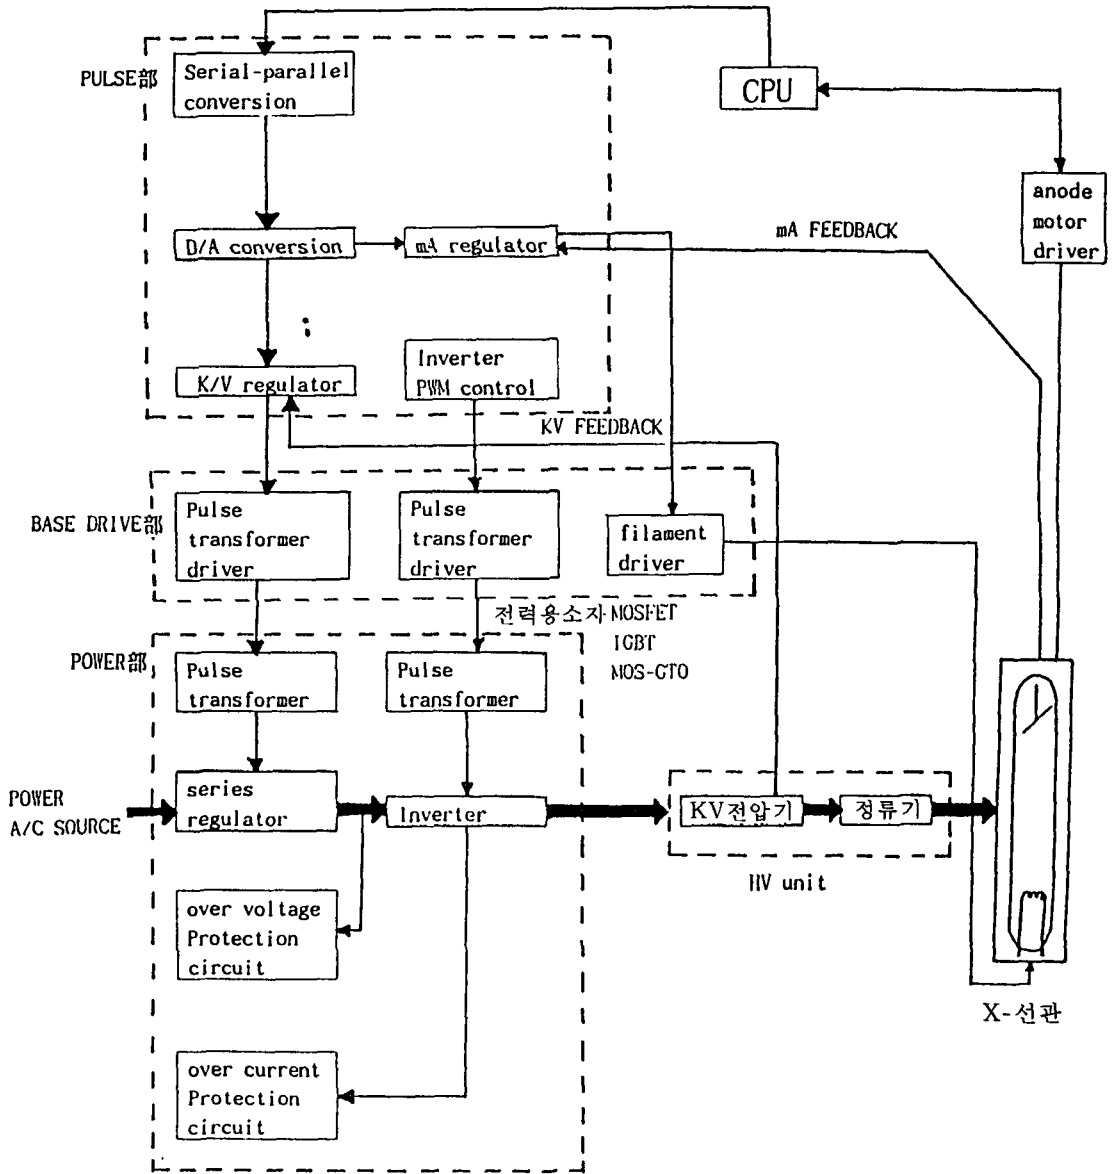 PULSE部
Serial-parallel
conversion
CPU
anode
motor
driver
D/A conversion
mA regulator
mA FEEDBACK
K/V regulator
Inverter
PWM control
KV FEEDBACK
BASE DRIVE部
Pulse
transformer
driver
Pulse
transformer
driver
filament
driver
전력용소자 MOSFET
IGBT
MOS-GTO
POWER部
Pulse
transformer
Pulse
transformer
POWER
A/C SOURCE
series
regulator
Inverter
KV전압기
정류기
HV unit
over voltage
Protection
circuit
X-선관
over current
Protection
circuit